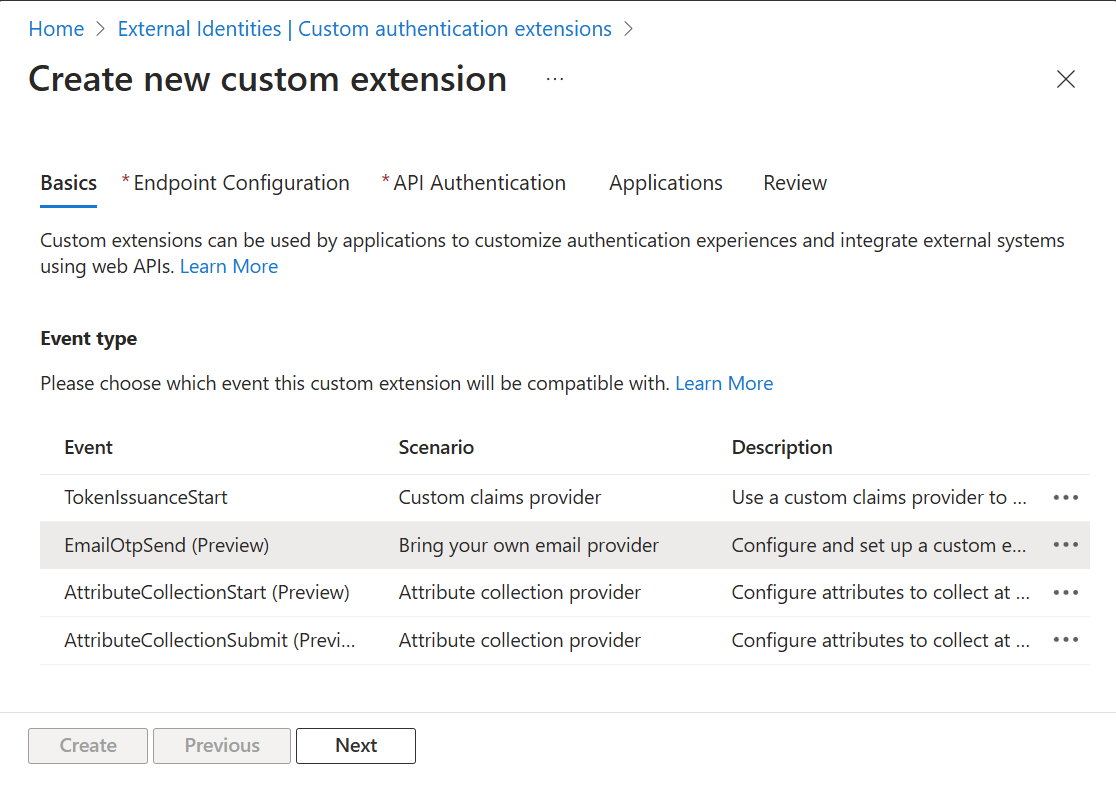 Home > External Identities | Custom authentication extensions >
Create new custom extension ...
Basics * Endpoint Configuration * API Authentication Applications Review
Custom extensions can be used by applications to customize authentication experiences and integrate external systems
using web APIs. Learn More
Event type
Please choose which event this custom extension will be compatible with. Learn More
Event Scenario Description
TokenIssuanceStart Custom claims provider Use a custom claims provider to ... •••
EmailOtpSend (Preview) Bring your own email provider Configure and set up a custom e... •••
AttributeCollectionStart (Preview) Attribute collection provider Configure attributes to collect at ... •••
AttributeCollectionSubmit (Previ... Attribute collection provider Configure attributes to collect at ... •••
Create Previous Next